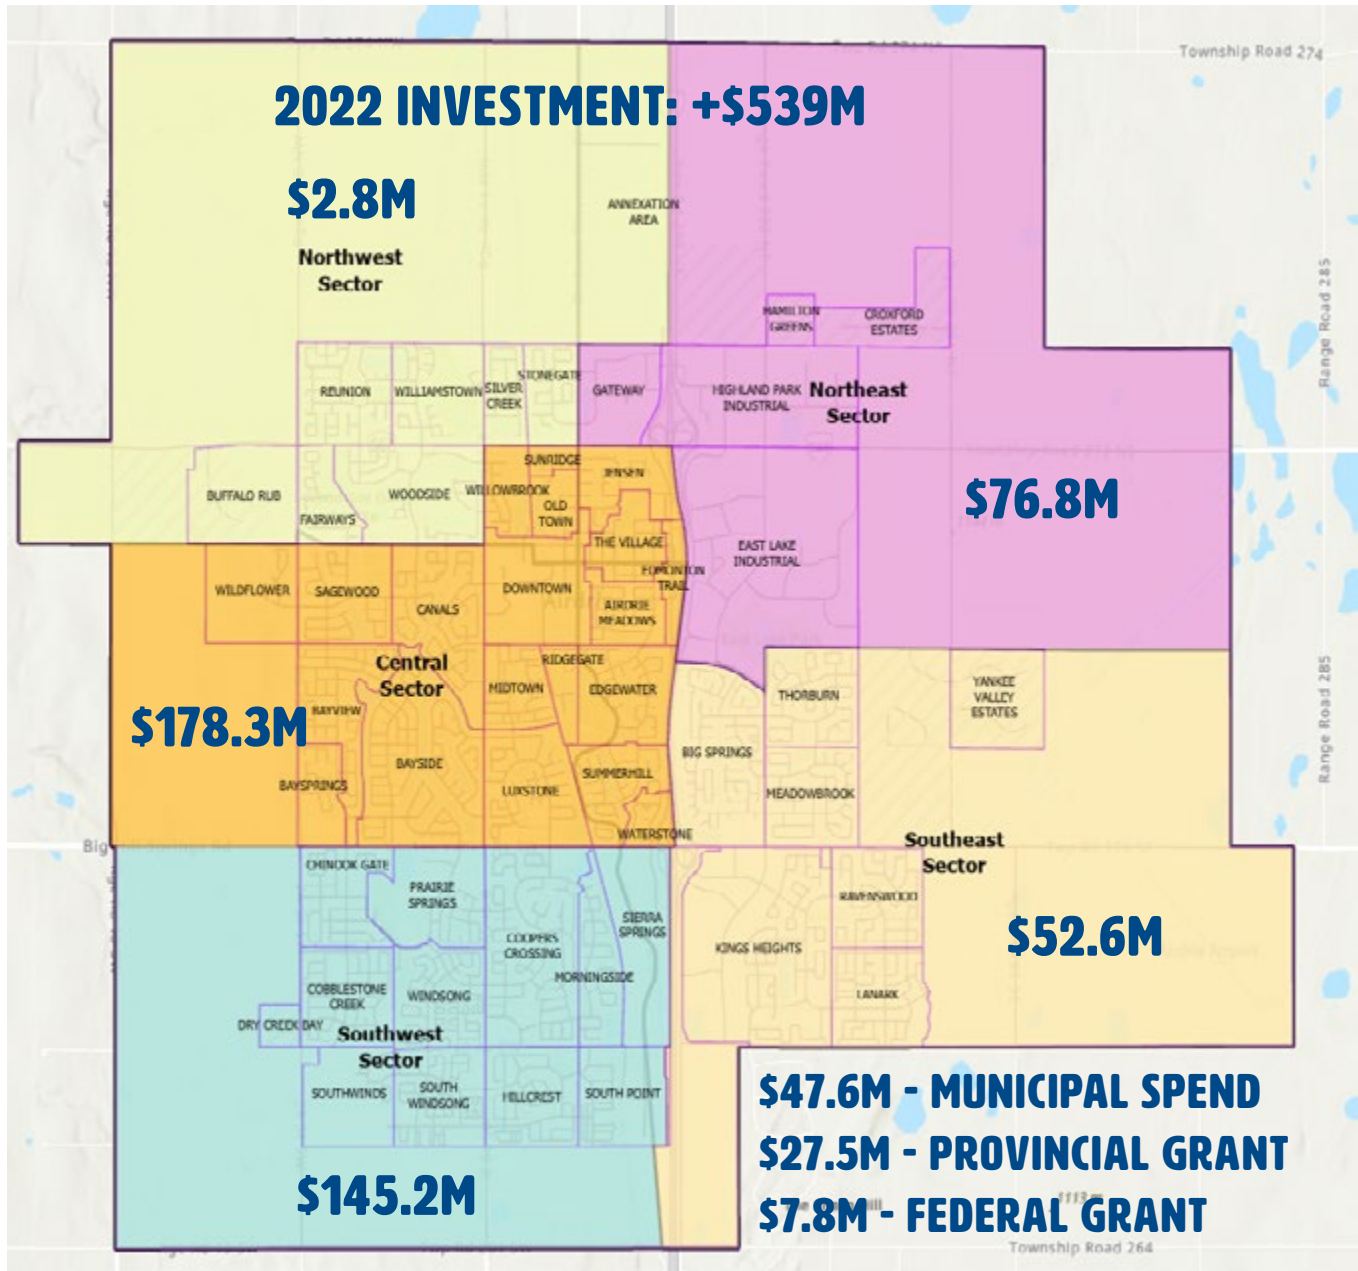 Township Road 274
2022 INVESTMENT: +$539M
$2.8M
ANNEXATION
AREA
Northwest
Sector
Range Road 285
HAMILTON
GREENS
CROXFORD
ESTATES
REUNION
WILLIAMSTOWN
SILVER
CREEK
STONEGATE
GATEWAY
HIGHLAND PARK
INDUSTRIAL
Northeast
Sector
SUNRIDGE
JENSEN
BUFFALO RUB
WOODSIDE
WILLOWBROOK
OLD
TOWN
FAIRWAYS
$76.8M
THE VILLAGE
EAST LAKE
INDUSTRIAL
EDMONTON
TRAIL
WILDFLOWER
SAGEWOOD
CANALS
DOWNTOWN
AIRDRIE
MEADOWS
Central
Sector
RIDGEGATE
MIDTOWN
EDGEWATER
THORBURN
YANKEE
VALLEY
ESTATES
Range Road 285
$178.3M
BAYVIEW
BAYSIDE
BIG SPRINGS
BAYSPRINGS
LUXSTONE
SUMMERHILL
MEADOWBROOK
WATERSTONE
Big
Southeast
Sector
CHINOOK GATE
PRAIRIE
SPRINGS
RAVENSWOOD
SIERRA
SPRINGS
COOPERS
CROSSING
KINGS HEIGHTS
$52.6M
MORNINGSIDE
COBBLESTONE
CREEK
WINDSONG
LANARK
DRY CREEK BAY
Southwest
Sector
SOUTHWINDS
SOUTH
WINDSONG
HILLCREST
SOUTH POINT
$47.6M - MUNICIPAL SPEND
$27.5M - PROVINCIAL GRANT
$145.2M
$7.8M - FEDERAL GRANT
1113 m
Township Road 264